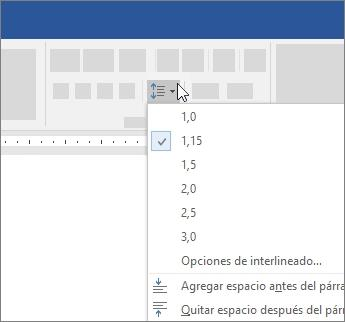 1,0
1,15
1,5
2,0
2,5
3,0
Opciones de interlineado...
Agregar espacio antes del párra
Quitar espacio después del pár